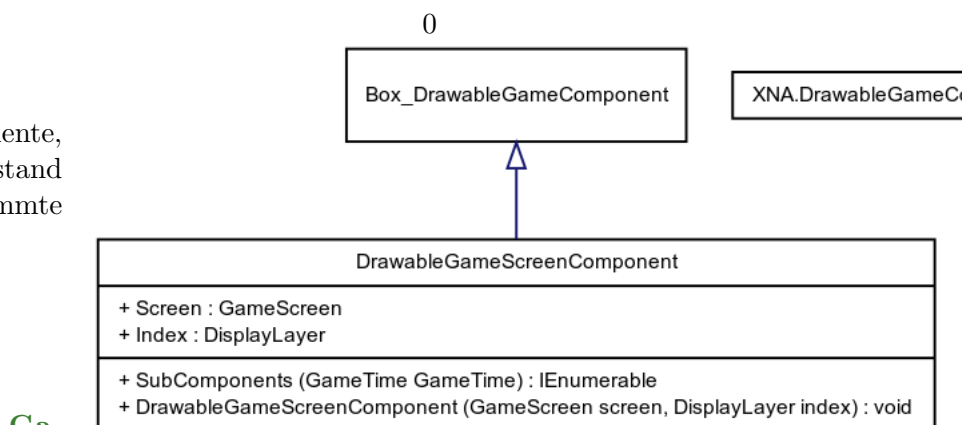 0
Box_DrawableGameComponent
XNA.DrawableGameCo
ente,
stand
mmte
DrawableGameScreenComponent
+ Screen : GameScreen
+ Index : DisplayLayer
+ SubComponents (GameTime GameTime) : IEnumerable
+ DrawableGameScreenComponent (GameScreen screen, DisplayLayer index) : void
Ga-